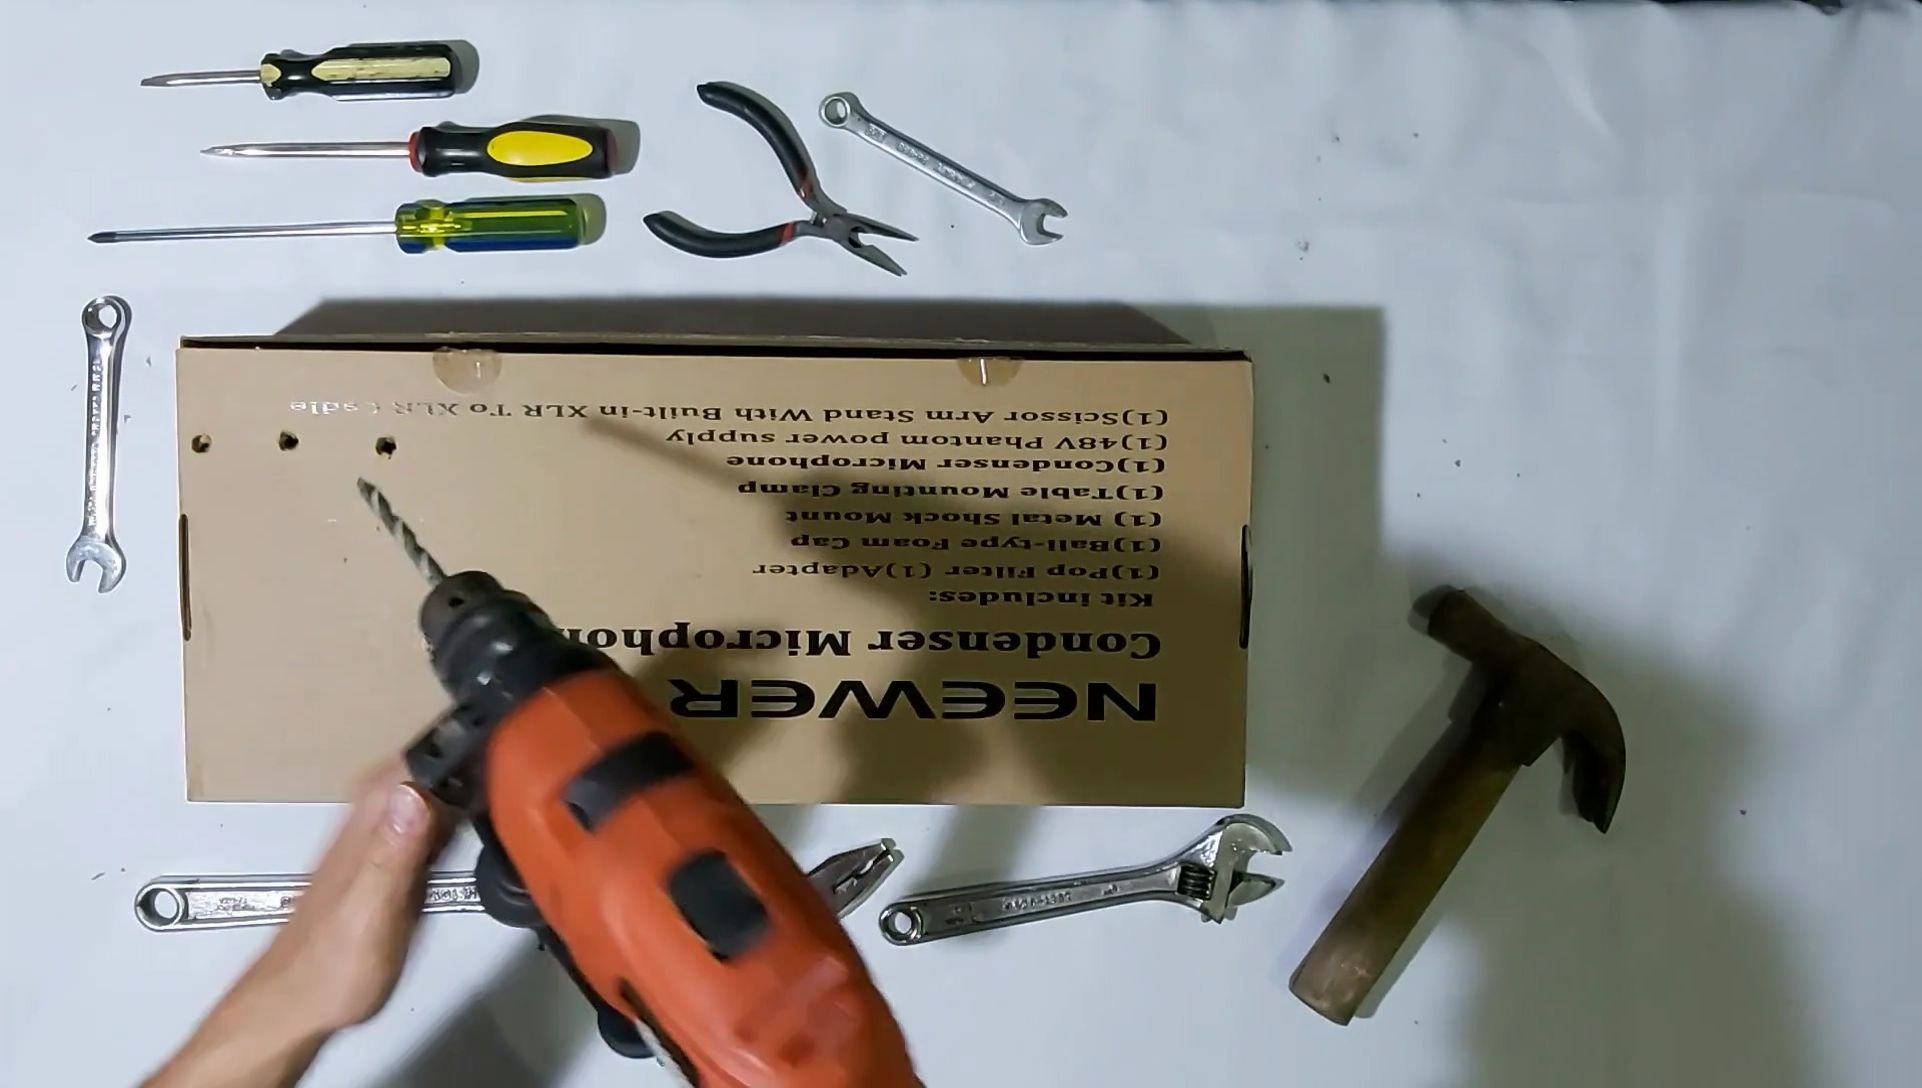 NEEWER
Condenser Micropho
Kit includes:
(1)Pop Filter (1)Adapter
(1)Ball-type Foam Cap
(1) Metal Shock Mount
(1)Table Mounting Clamp
(1)Condenser Microphone
(1)48V Phantom power supply
(1)Scissor Arm Stand With Built-in XLR To XLR Cable